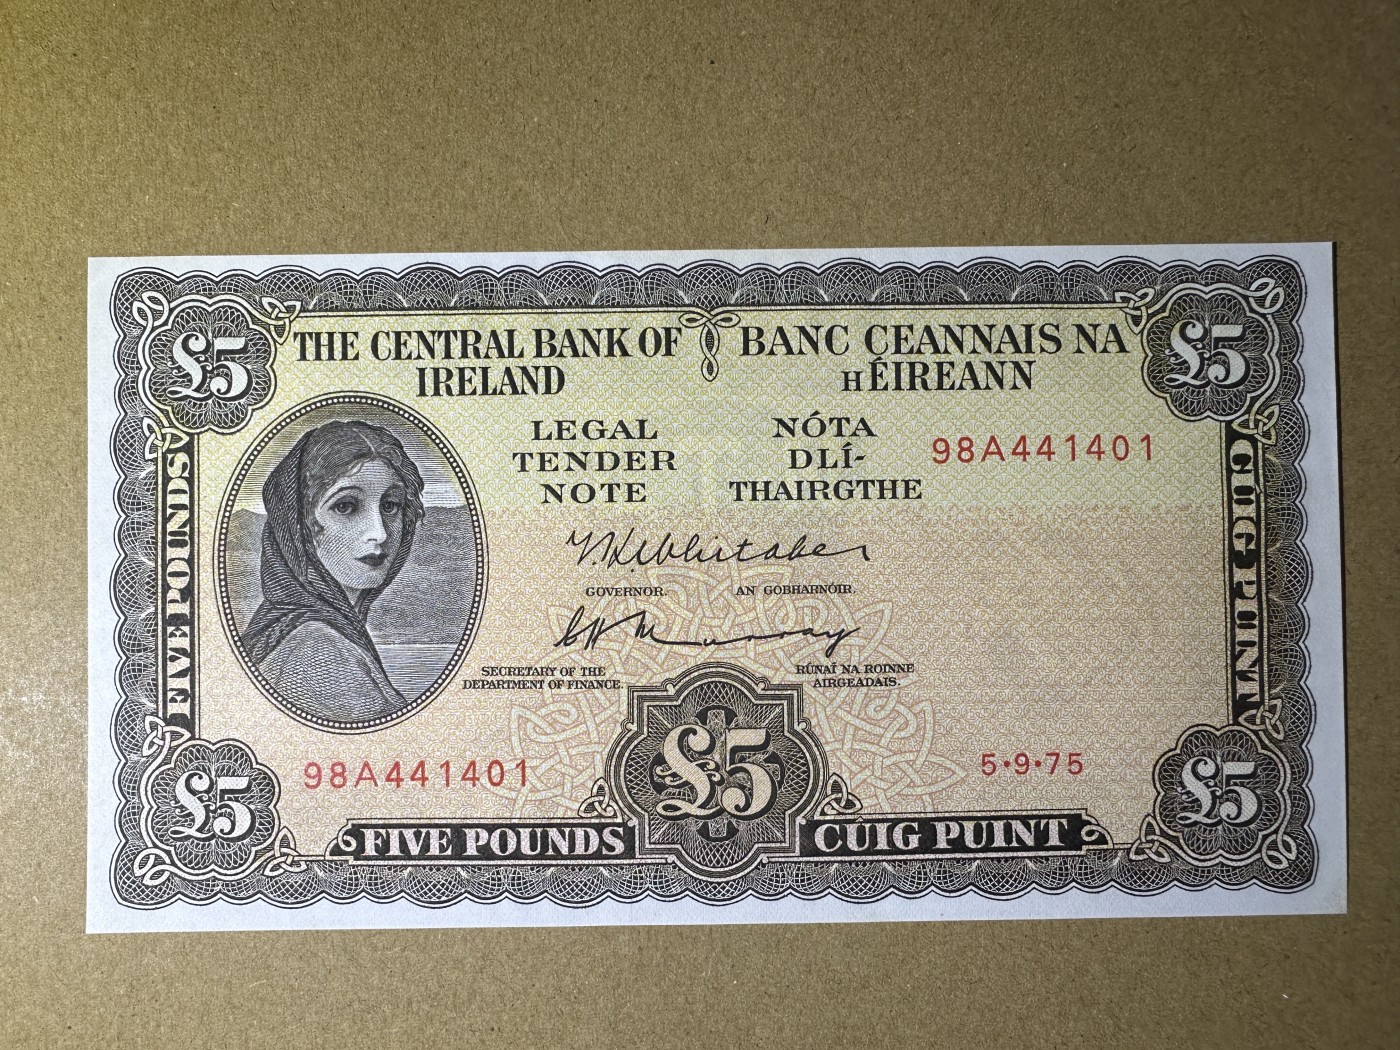 THE CENTRAL BANK OF IRELAND
BANC CEANNAIS NA hÉIREANN
£5
£5
LEGAL
TENDER
NOTE
NÓTA
DLÍ-
THAIRGTHE
98A441401
FIVE POUNDS
CÚIG PUINT
T.K. Whitaker
GOVERNOR.
AN GOBHARNÓIR.
C H Murray
SECRETARY OF THE
DEPARTMENT OF FINANCE.
RÚNAÍ NA ROINNE
AIRGEADAIS.
98A441401
£5
5·9·75
£5
£5
FIVE POUNDS
CÚIG PUINT